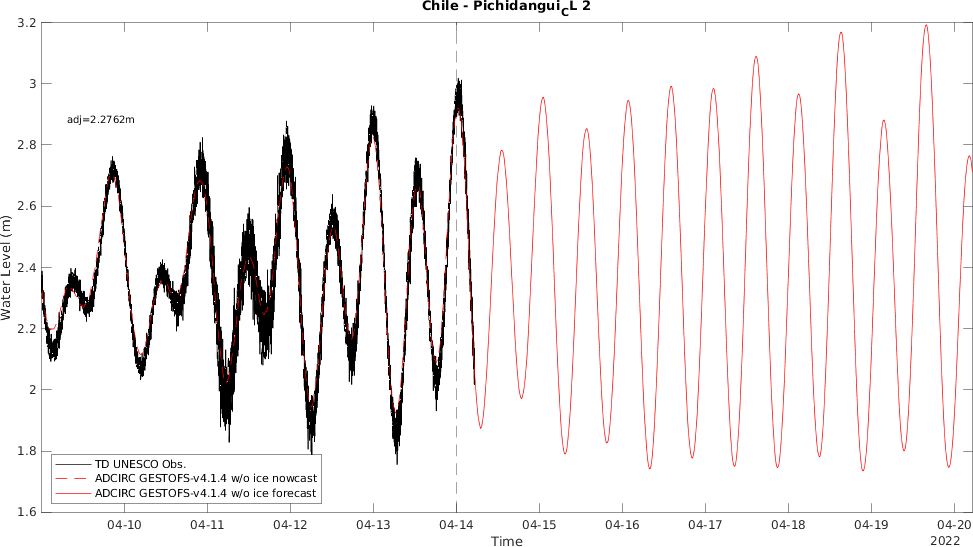 Chile - PichidanguiCL 2
3.2
3
2.8
2.6
2.4
2.2
2
1.8
1.6
Water Level (m)
adj=2.2762m
TD UNESCO Obs.
ADCIRC GESTOFS-v4.1.4 w/o ice nowcast
ADCIRC GESTOFS-v4.1.4 w/o ice forecast
04-10 04-11 04-12 04-13 04-14 04-15 04-16 04-17 04-18 04-19 04-20
Time
2022